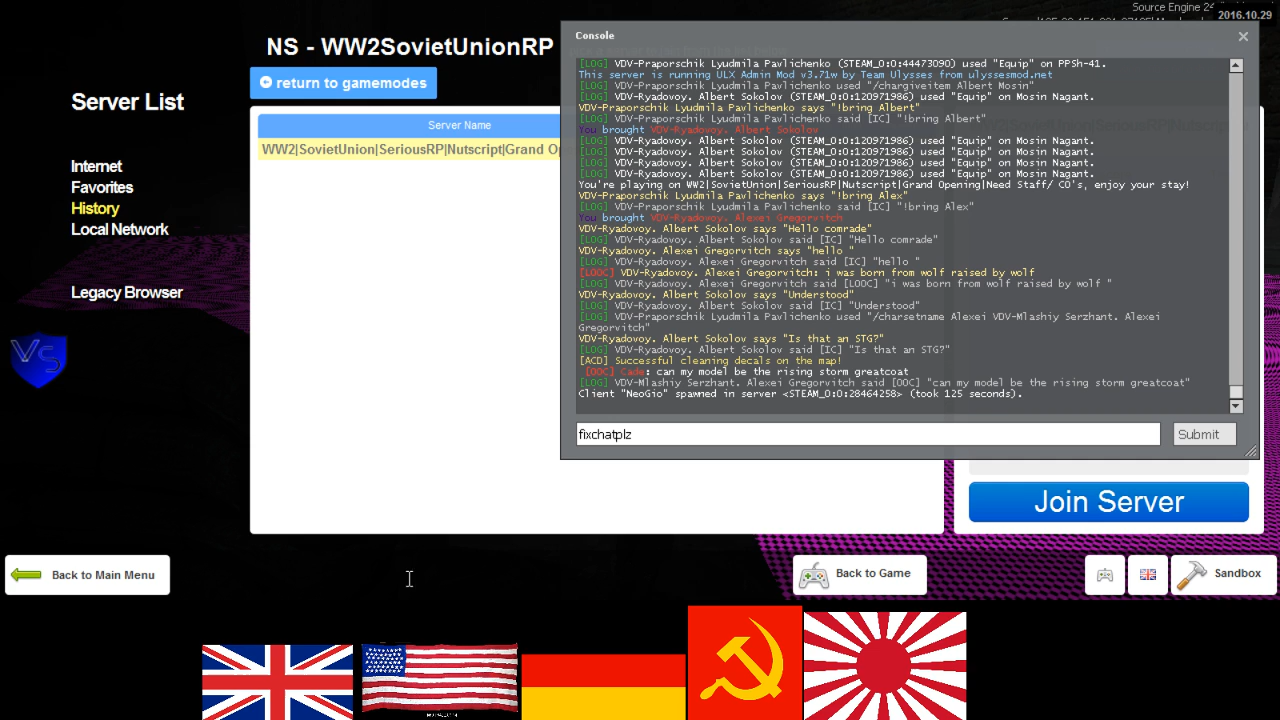 Source Engine 24
2016.10.29
NS - WW2SovietUnionRP
return to gamemodes
Server List
Internet
Favorites
History
Local Network
Legacy Browser
Server Name
WW2|SovietUnion|SeriousRP|Nutscript|Grand Op
Console
[LOG] VDV-Praporschik Lyudmila Pavlichenko (STEAM_0:0:44473090) used "Equip" on PPSh-41.
This server is running ULX Admin Mod v3.71w by Team Ulysses from ulyssesmod.net
[LOG] VDV-Praporschik Lyudmila Pavlichenko used "/chargiveitem Albert Mosin"
[LOG] VDV-Ryadovoy. Albert Sokolov (STEAM_0:0:120971986) used "Equip" on Mosin Nagant.
VDV-Praporschik Lyudmila Pavlichenko says "!bring Albert"
[LOG] VDV-Praporschik Lyudmila Pavlichenko said [IC] "!bring Albert"
You brought VDV-Ryadovoy. Albert Sokolov
[LOG] VDV-Ryadovoy. Albert Sokolov (STEAM_0:0:120971986) used "Equip" on Mosin Nagant.
[LOG] VDV-Ryadovoy. Albert Sokolov (STEAM_0:0:120971986) used "Equip" on Mosin Nagant.
[LOG] VDV-Ryadovoy. Albert Sokolov (STEAM_0:0:120971986) used "Equip" on Mosin Nagant.
[LOG] VDV-Ryadovoy. Albert Sokolov (STEAM_0:0:120971986) used "Equip" on Mosin Nagant.
You're playing on WW2|SovietUnion|SeriousRP|Nutscript|Grand Opening|Need Staff/ CO's, enjoy your stay!
VDV-Praporschik Lyudmila Pavlichenko says "!bring Alex"
[LOG] VDV-Praporschik Lyudmila Pavlichenko said [IC] "!bring Alex"
You brought VDV-Ryadovoy. Alexei Gregorvitch
VDV-Ryadovoy. Albert Sokolov says "Hello comrade"
[LOG] VDV-Ryadovoy. Albert Sokolov said [IC] "Hello comrade"
VDV-Ryadovoy. Alexei Gregorvitch says "hello "
[LOG] VDV-Ryadovoy. Alexei Gregorvitch said [IC] "hello "
[LOOC] VDV-Ryadovoy. Alexei Gregorvitch: i was born from wolf raised by wolf
[LOG] VDV-Ryadovoy. Alexei Gregorvitch said [LOOC] "i was born from wolf raised by wolf "
VDV-Ryadovoy. Albert Sokolov says "Understood"
[LOG] VDV-Ryadovoy. Albert Sokolov said [IC] "Understood"
[LOG] VDV-Praporschik Lyudmila Pavlichenko used "/charsetname Alexei VDV-Mlashiy Serzhant. Alexei
Gregorvitch"
VDV-Ryadovoy. Albert Sokolov says "Is that an STG?"
[LOG] VDV-Ryadovoy. Albert Sokolov said [IC] "Is that an STG?"
[ACD] Successful cleaning decals on the map!
[OOC] Cade: can my model be the rising storm greatcoat
[LOG] VDV-Mlashiy Serzhant. Alexei Gregorvitch said [OOC] "can my model be the rising storm greatcoat"
Client "NeoGio" spawned in server <STEAM_0:0:28464258> (took 125 seconds).
fixchatplz
Submit
VS
Join Server
Back to Main Menu
Back to Game
Sandbox